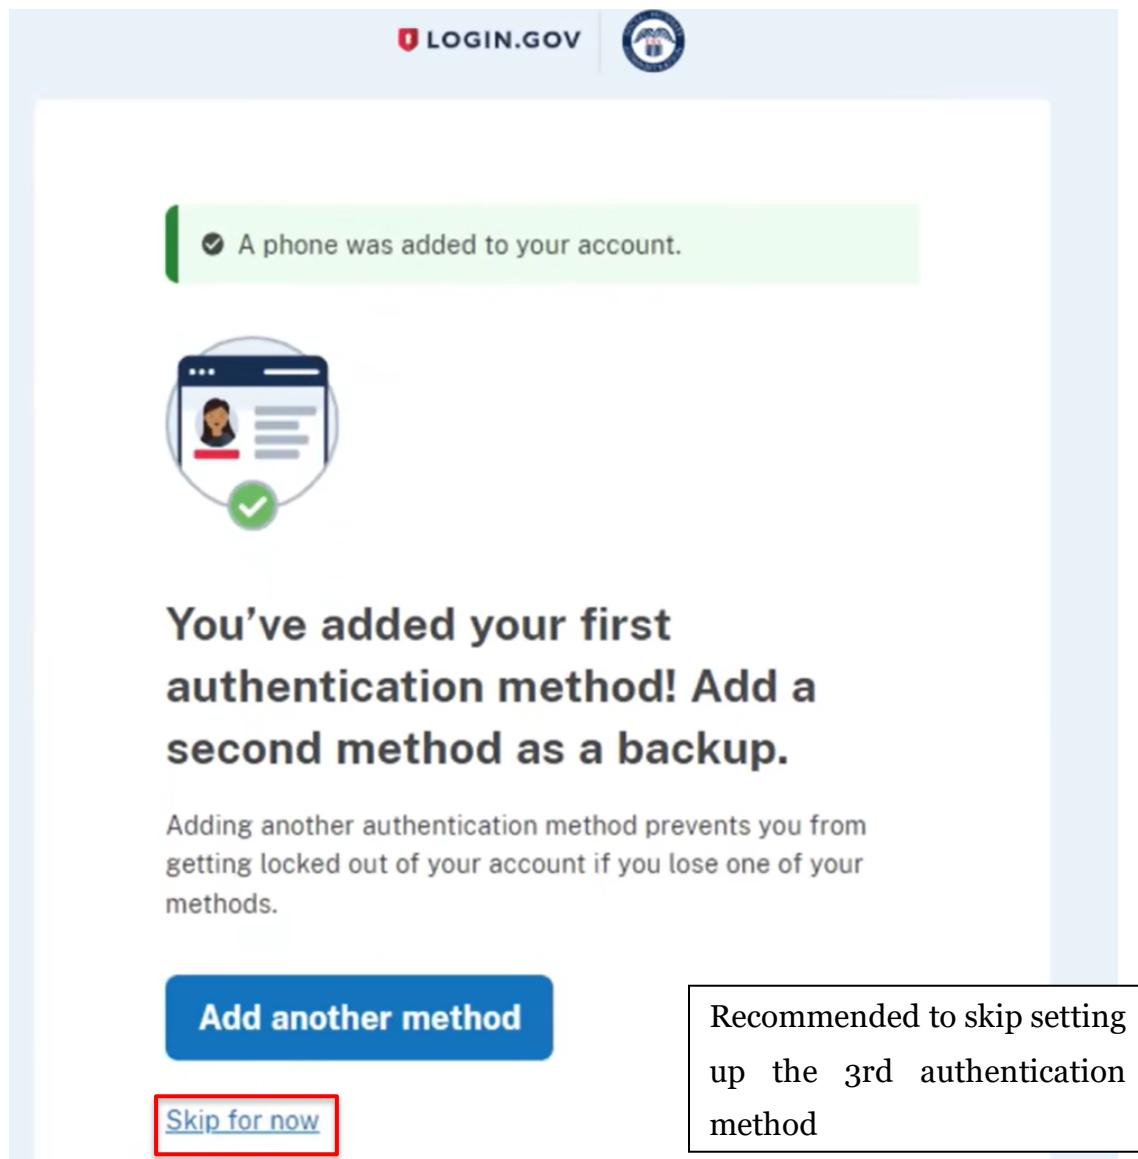 LOGIN.GOV
A phone was added to your account.
You’ve added your first
authentication method! Add a
second method as a backup.
Adding another authentication method prevents you from
getting locked out of your account if you lose one of your
methods.
Add another method
Recommended to skip setting
up the 3rd authentication
method
Skip for now